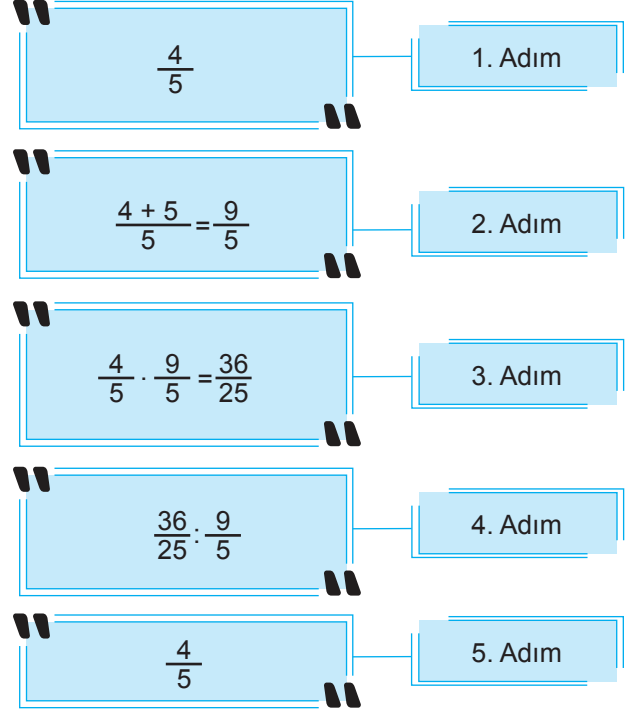 4/5 1. Adım
(4 + 5)/5 = 9/5 2. Adım
4/5 · 9/5 = 36/25 3. Adım
36/25 : 9/5 4. Adım
4/5 5. Adım